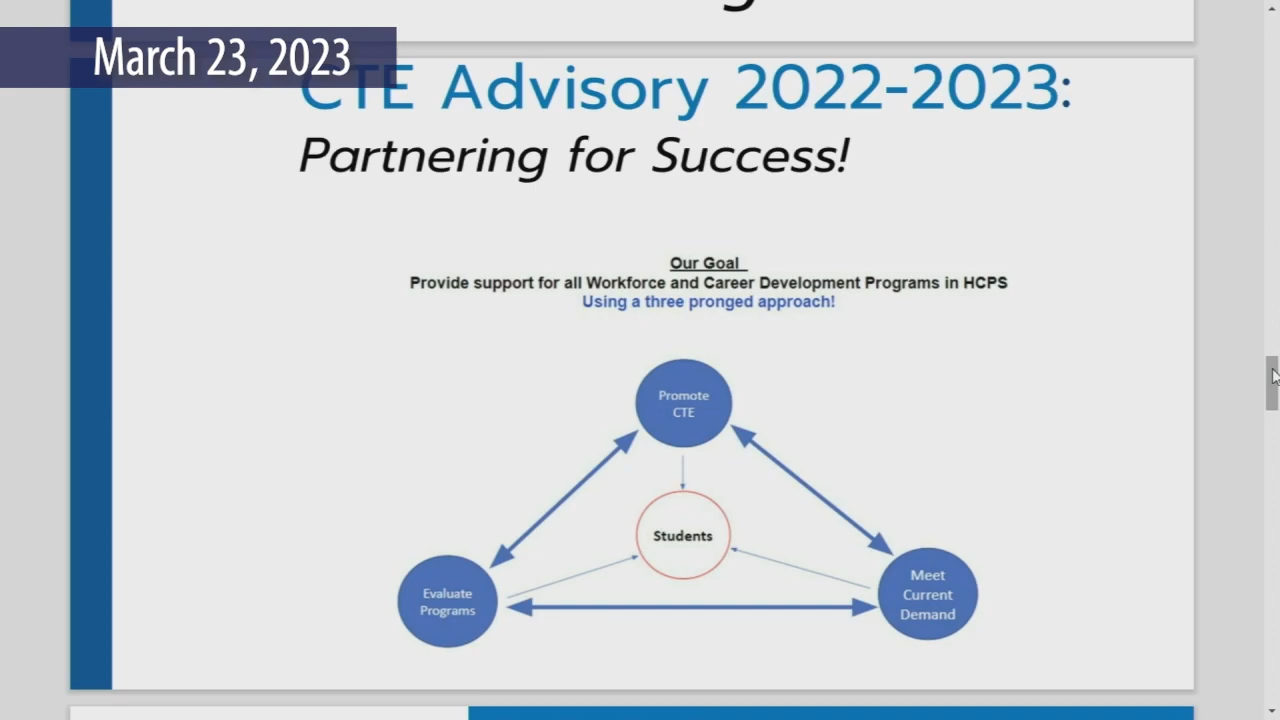 March 23, 2023
CTE Advisory 2022-2023:
Partnering for Success!
Our Goal
Provide support for all Workforce and Career Development Programs in HCPS
Using a three pronged approach!
Promote
CTE
Students
Evaluate
Programs
Meet
Current
Demand